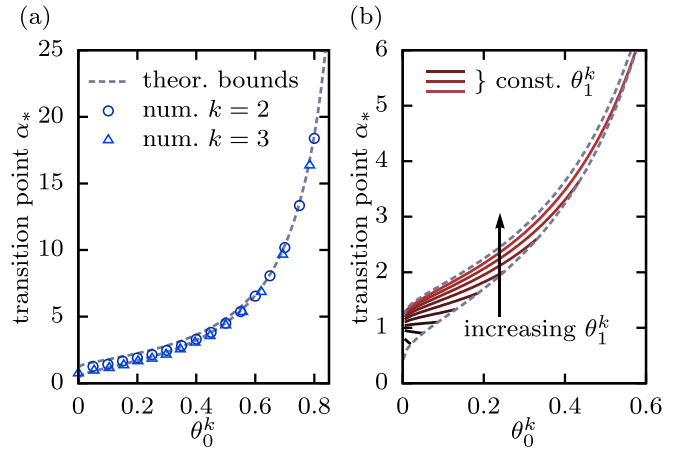 (a)
25
20
15
10
5
0
transition point α*
theor. bounds
num. k = 2
num. k = 3
0 0.2 0.4 0.6 0.8
θ₀ᵏ
(b)
6
5
4
3
2
1
0
transition point α*
} const. θ₁ᵏ
increasing θ₁ᵏ
0 0.2 0.4 0.6
θ₀ᵏ